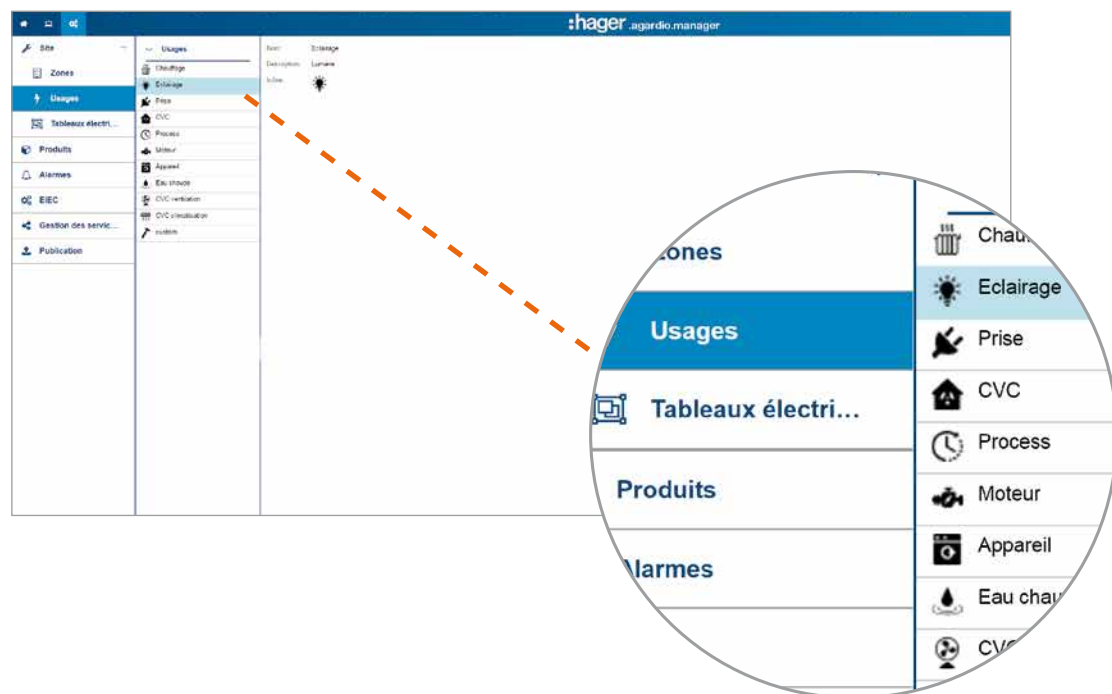 :hager .agardio.manager
Site
Zones
Usages
Tableaux électri...
Produits
Alarmes
EIEC
Gestion des servic...
Publication
Usages
Chauffage
Eclairage
Prise
CVC
Process
Moteur
Appareil
Eau chaude
CVC ventilation
CVC climatisation
custom
Nom: Eclairage
Description: Lumière
Icône:
Zones
Usages
Tableaux électri...
Produits
Alarmes
Chau
Eclairage
Prise
CVC
Process
Moteur
Appareil
Eau chau
CVC